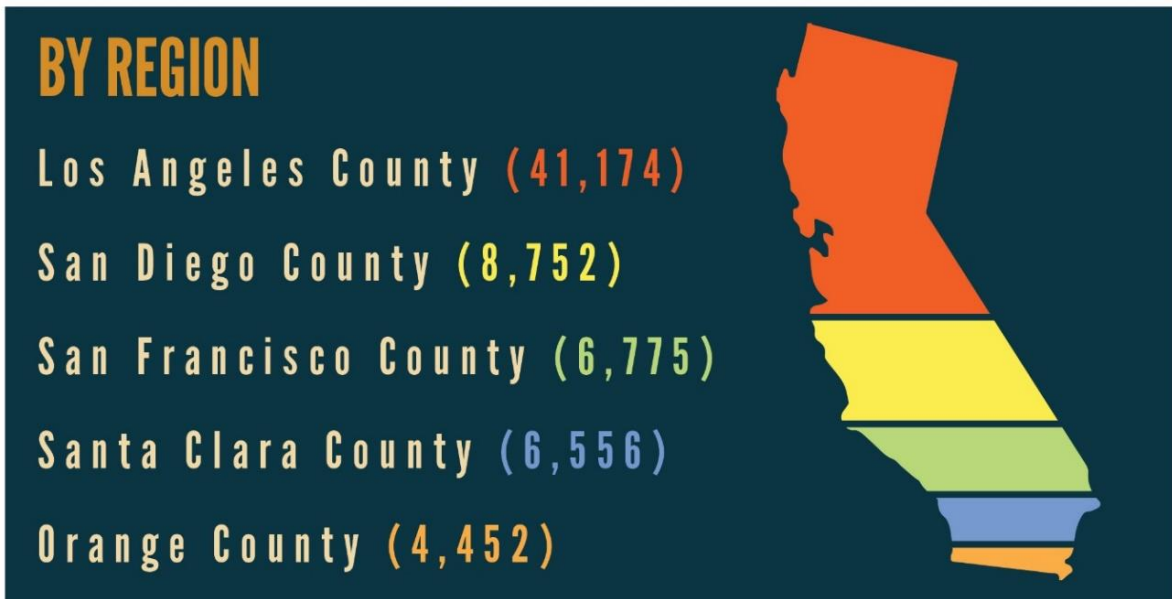 BY REGION
Los Angeles County (41,174)
San Diego County (8,752)
San Francisco County (6,775)
Santa Clara County (6,556)
Orange County (4,452)